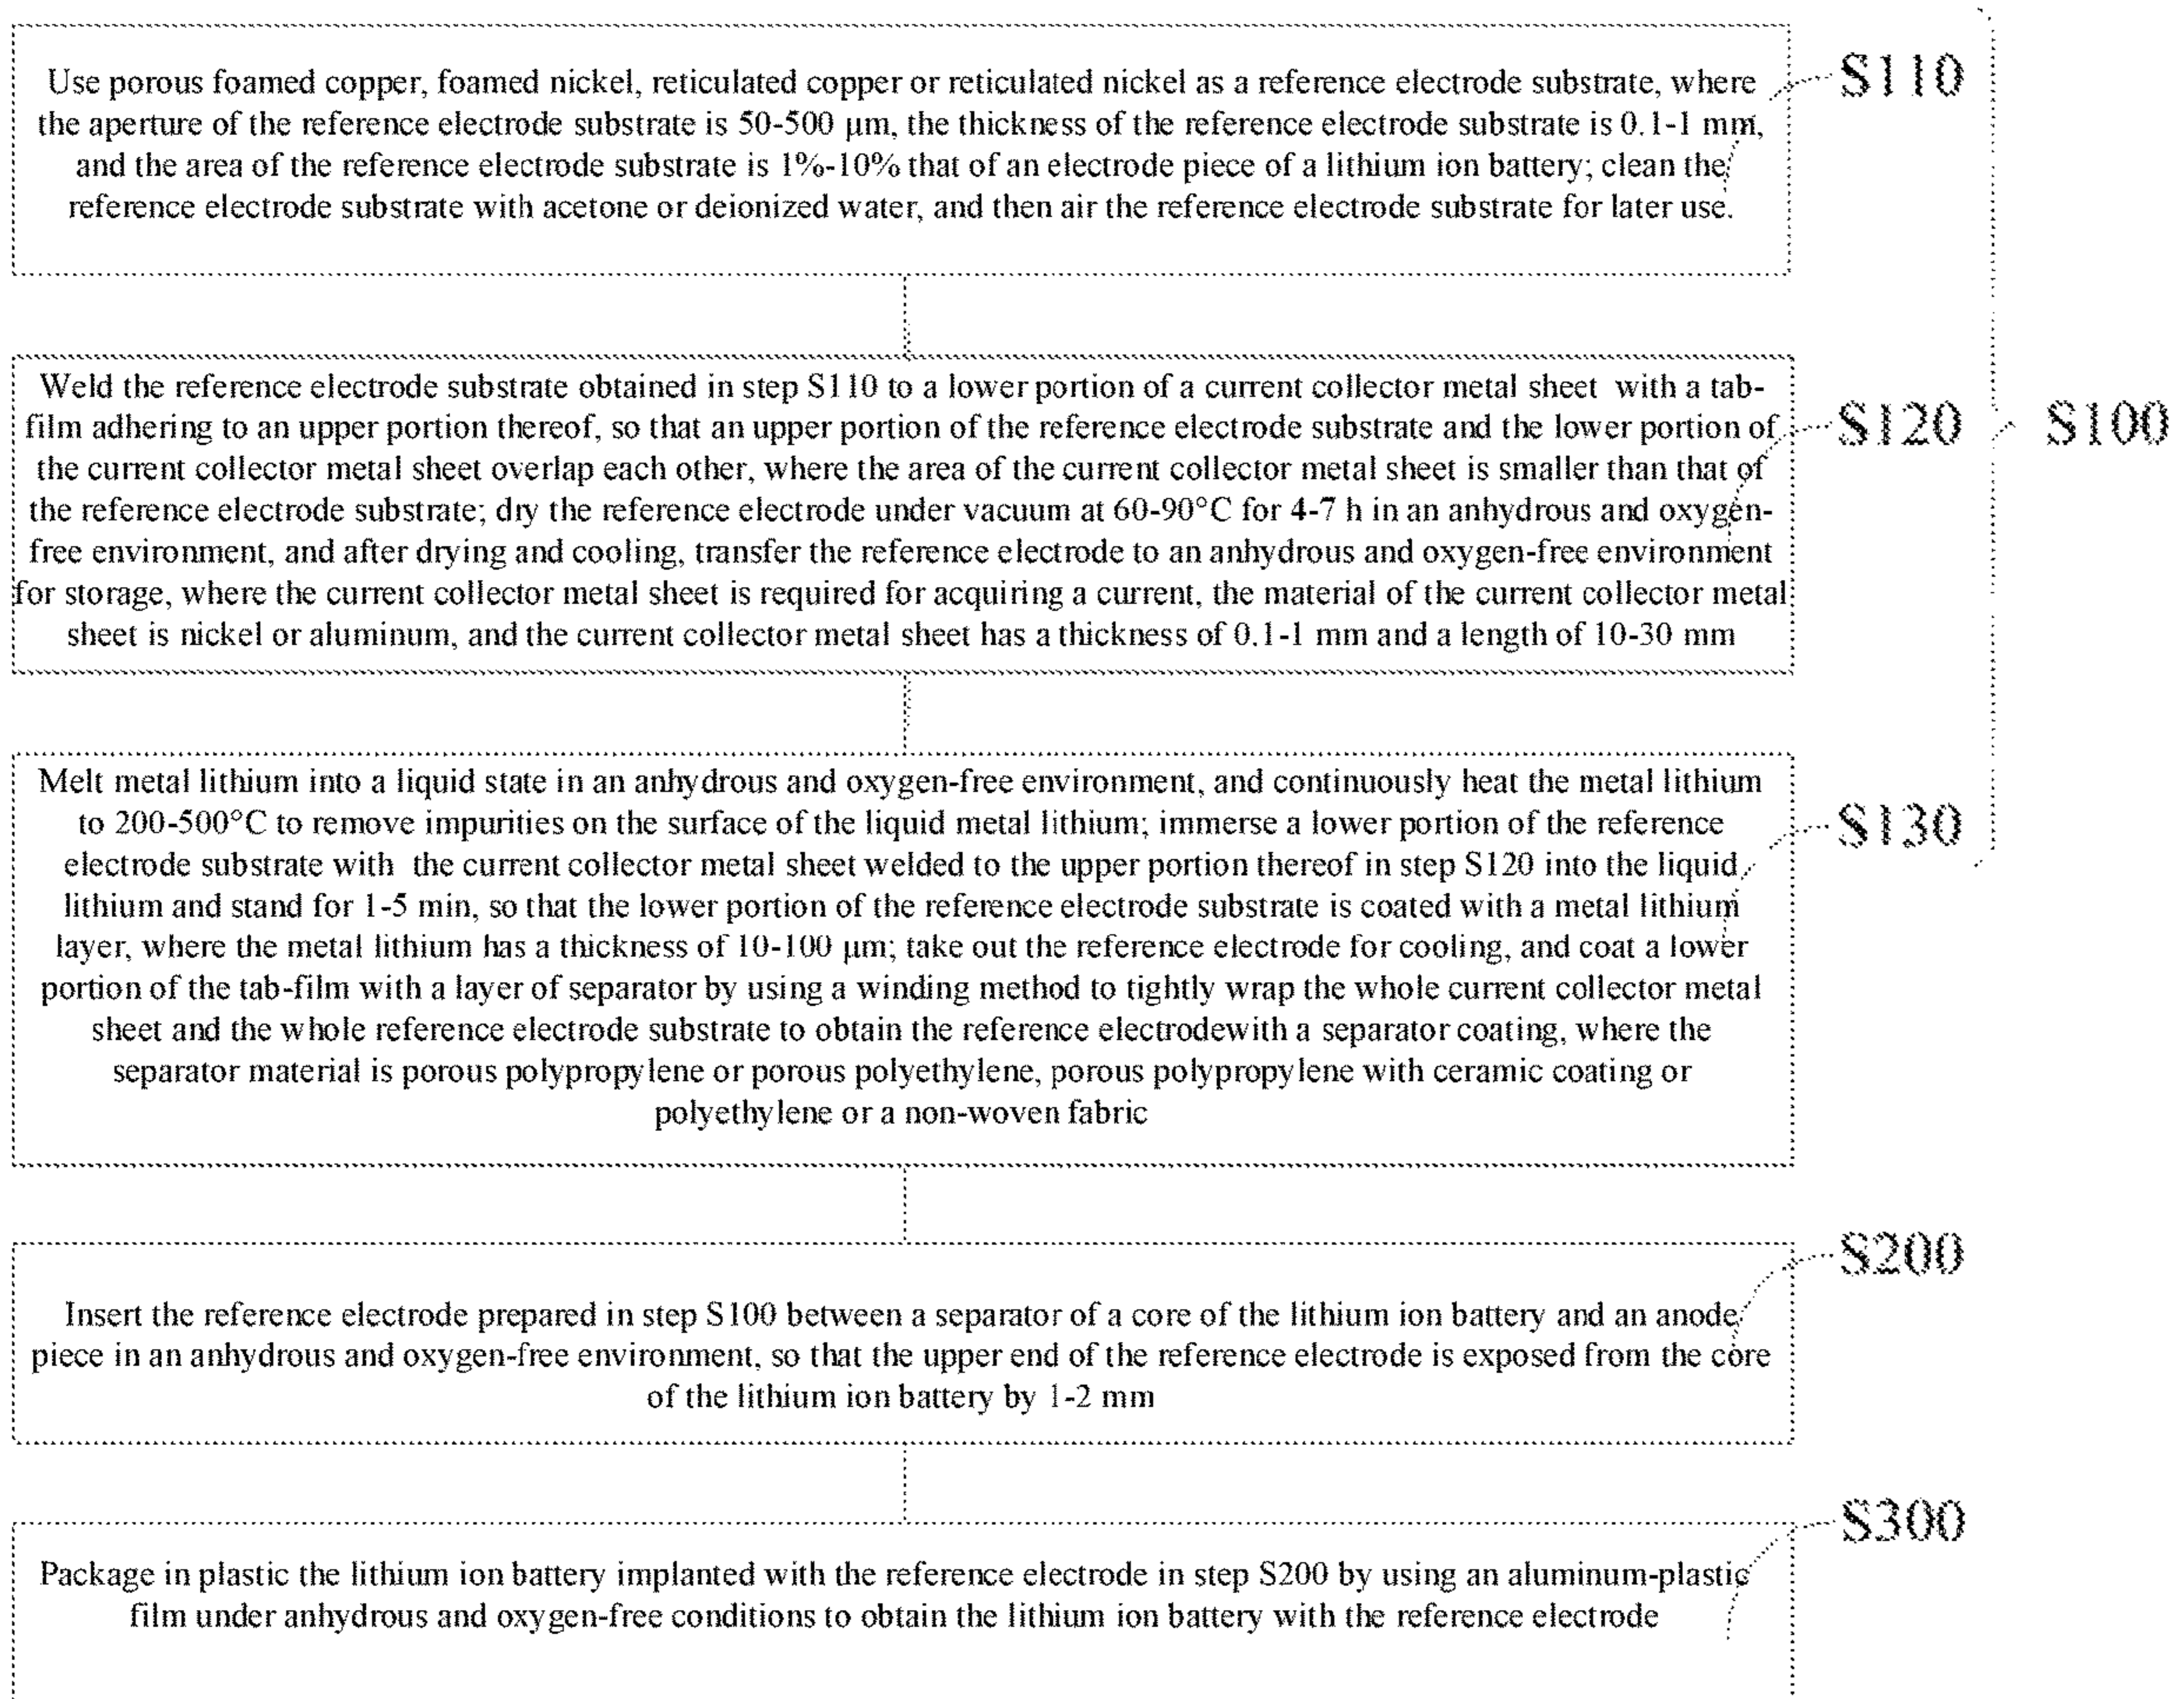 Use porous foamed copper, foamed nickel, reticulated copper or reticulated nickel as a reference electrode substrate, where
the aperture of the reference electrode substrate is 50-500 μm, the thickness of the reference electrode substrate is 0.1-1 mm,
and the area of the reference electrode substrate is 1%-10% that of an electrode piece of a lithium ion battery; clean the
reference electrode substrate with acetone or deionized water, and then air the reference electrode substrate for later use.
S110
Weld the reference electrode substrate obtained in step S110 to a lower portion of a current collector metal sheet with a tab-
film adhering to an upper portion thereof, so that an upper portion of the reference electrode substrate and the lower portion of
the current collector metal sheet overlap each other, where the area of the current collector metal sheet is smaller than that of
the reference electrode substrate; dry the reference electrode under vacuum at 60-90°C for 4-7 h in an anhydrous and oxygen-
free environment, and after drying and cooling, transfer the reference electrode to an anhydrous and oxygen-free environment
for storage, where the current collector metal sheet is required for acquiring a current, the material of the current collector metal
sheet is nickel or aluminum, and the current collector metal sheet has a thickness of 0.1-1 mm and a length of 10-30 mm
S120
S100
Melt metal lithium into a liquid state in an anhydrous and oxygen-free environment, and continuously heat the metal lithium
to 200-500°C to remove impurities on the surface of the liquid metal lithium; immerse a lower portion of the reference
electrode substrate with the current collector metal sheet welded to the upper portion thereof in step S120 into the liquid
lithium and stand for 1-5 min, so that the lower portion of the reference electrode substrate is coated with a metal lithium
layer, where the metal lithium has a thickness of 10-100 μm; take out the reference electrode for cooling, and coat a lower
portion of the tab-film with a layer of separator by using a winding method to tightly wrap the whole current collector metal
sheet and the whole reference electrode substrate to obtain the reference electrodewith a separator coating, where the
separator material is porous polypropylene or porous polyethylene, porous polypropylene with ceramic coating or
polyethylene or a non-woven fabric
S130
Insert the reference electrode prepared in step S100 between a separator of a core of the lithium ion battery and an anode
piece in an anhydrous and oxygen-free environment, so that the upper end of the reference electrode is exposed from the core
of the lithium ion battery by 1-2 mm
S200
Package in plastic the lithium ion battery implanted with the reference electrode in step S200 by using an aluminum-plastic
film under anhydrous and oxygen-free conditions to obtain the lithium ion battery with the reference electrode
S300